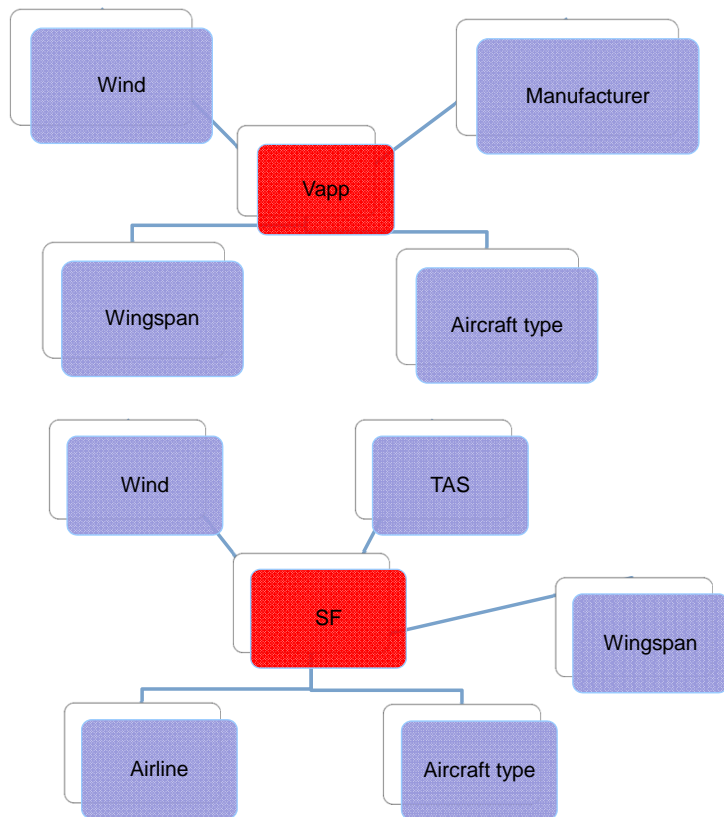 Wind
Manufacturer
Vapp
Wingspan
Aircraft type
Wind
TAS
SF
Wingspan
Airline
Aircraft type